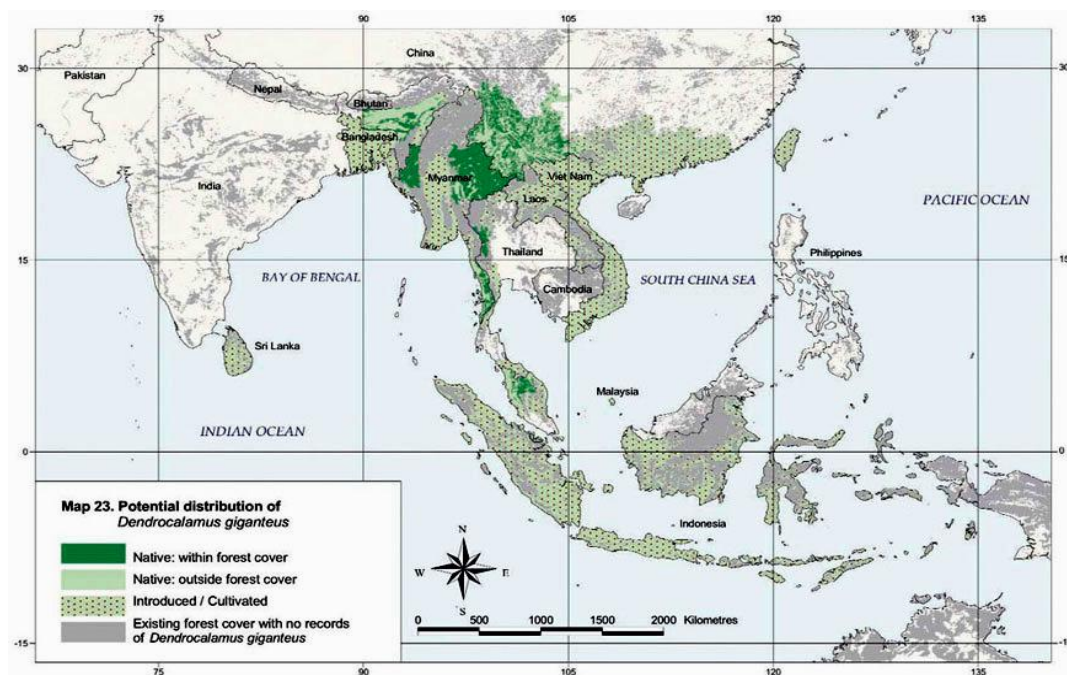 75
90
105
120
135
30
30
China
Pakistan
Nepal
Bhutan
Bangladesh
India
Myanmar
Viet Nam
Laos
PACIFIC OCEAN
Thailand
Philippines
15
15
BAY OF BENGAL
SOUTH CHINA SEA
Cambodia
Sri Lanka
Malaysia
INDIAN OCEAN
0
0
Map 23. Potential distribution of
Dendrocalamus giganteus
Native: within forest cover
Native: outside forest cover
Introduced / Cultivated
Existing forest cover with no records
of Dendrocalamus giganteus
Indonesia
N
W E
S
0 500 1000 1500 2000 Kilometres
-15
-15
75
90
105
120
135